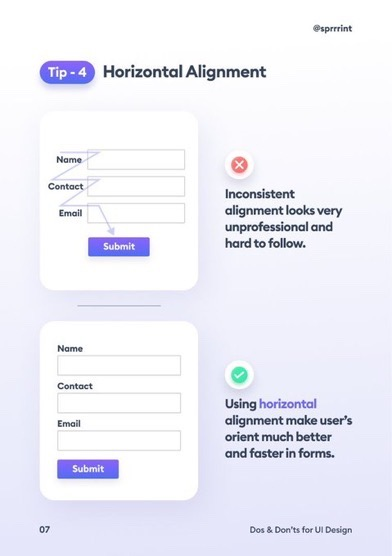 @sprrrint
Tip - 4 Horizontal Alignment
Name
Contact
Email
Submit
Inconsistent
alignment looks very
unprofessional and
hard to follow.
Name
Contact
Email
Submit
Using horizontal
alignment make user's
orient much better
and faster in forms.
07
Dos & Don'ts for UI Design